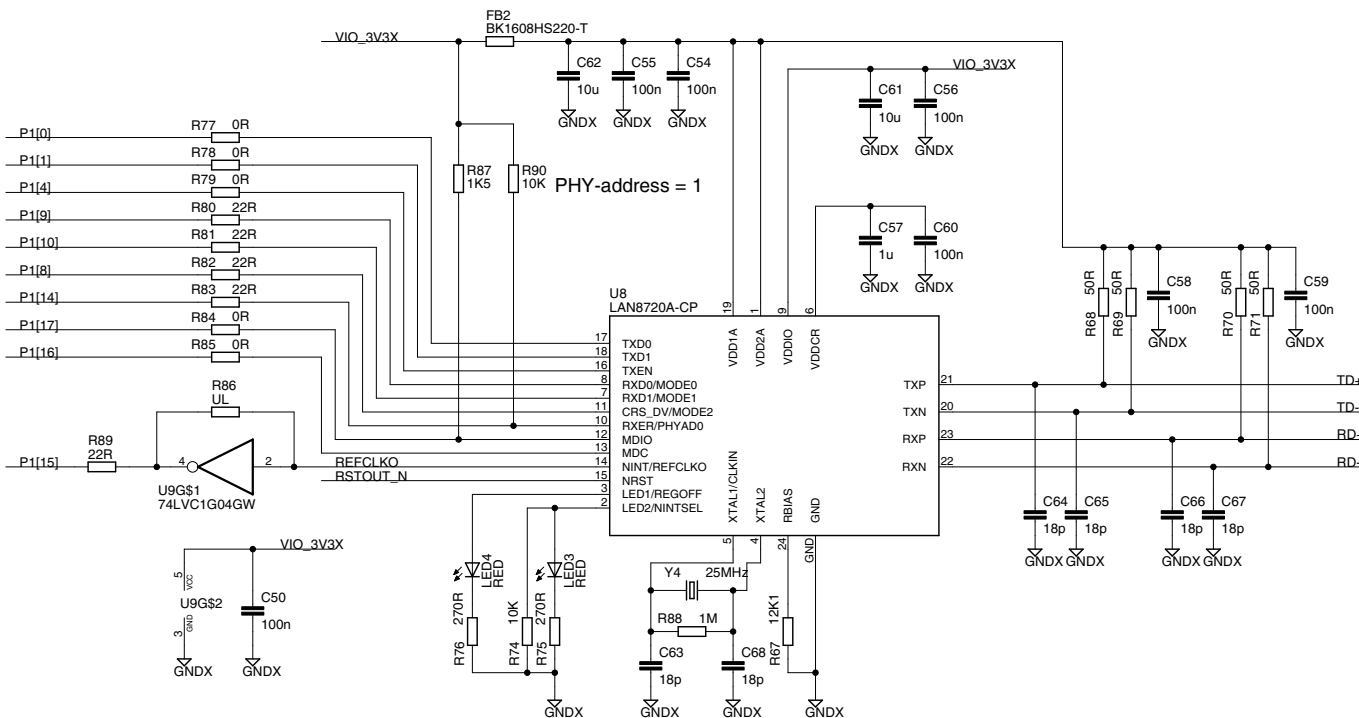 FB2
BK1608HS220-T
VIO_3V3X
C62
10u
C55
100n
C54
100n
GNDX
GNDX
GNDX
VIO_3V3X
C61
10u
C56
100n
GNDX
GNDX
P1[0]
R77 0R
P1[1]
R78 0R
P1[4]
R79 0R
P1[9]
R80 22R
P1[10]
R81 22R
P1[8]
R82 22R
P1[14]
R83 22R
P1[17]
R84 0R
P1[16]
R85 0R
R87
1K5
R90
10K
PHY-address = 1
C57
1u
C60
100n
GNDX
GNDX
R68 50R
R69 50R
C58
100n
GNDX
R70 50R
R71 50R
C59
100n
GNDX
U8
LAN8720A-CP
19
VDD1A
1
VDD2A
9
VDDIO
6
VDDCR
17 TXD0
18 TXD1
16 TXEN
8 RXD0/MODE0
7 RXD1/MODE1
11 CRS_DV/MODE2
10 RXER/PHYAD0
12 MDIO
13 MDC
14 NINT/REFCLKO
15 NRST
3 LED1/REGOFF
2 LED2/NINTSEL
TXP 21 TD+
TXN 20 TD-
RXP 23 RD-
RXN 22 RD-
XTAL1/CLKIN
5
XTAL2
4
RBIAS
24
GND
GND
R86
UL
P1[15]
R89
22R
4
2
REFCLKO
RSTOUT_N
U9G$1
74LVC1G04GW
VIO_3V3X
5
VCC
U9G$2
GND
3
C50
100n
GNDX
GNDX
LED4
RED
LED3
RED
R76 270R
R74 10K
R75 270R
GNDX
Y4 25MHz
R88 1M
C63
18p
C68
18p
GNDX
GNDX
R67 12K1
GNDX
C64
18p
C65
18p
C66
18p
C67
18p
GNDX
GNDX
GNDX
GNDX